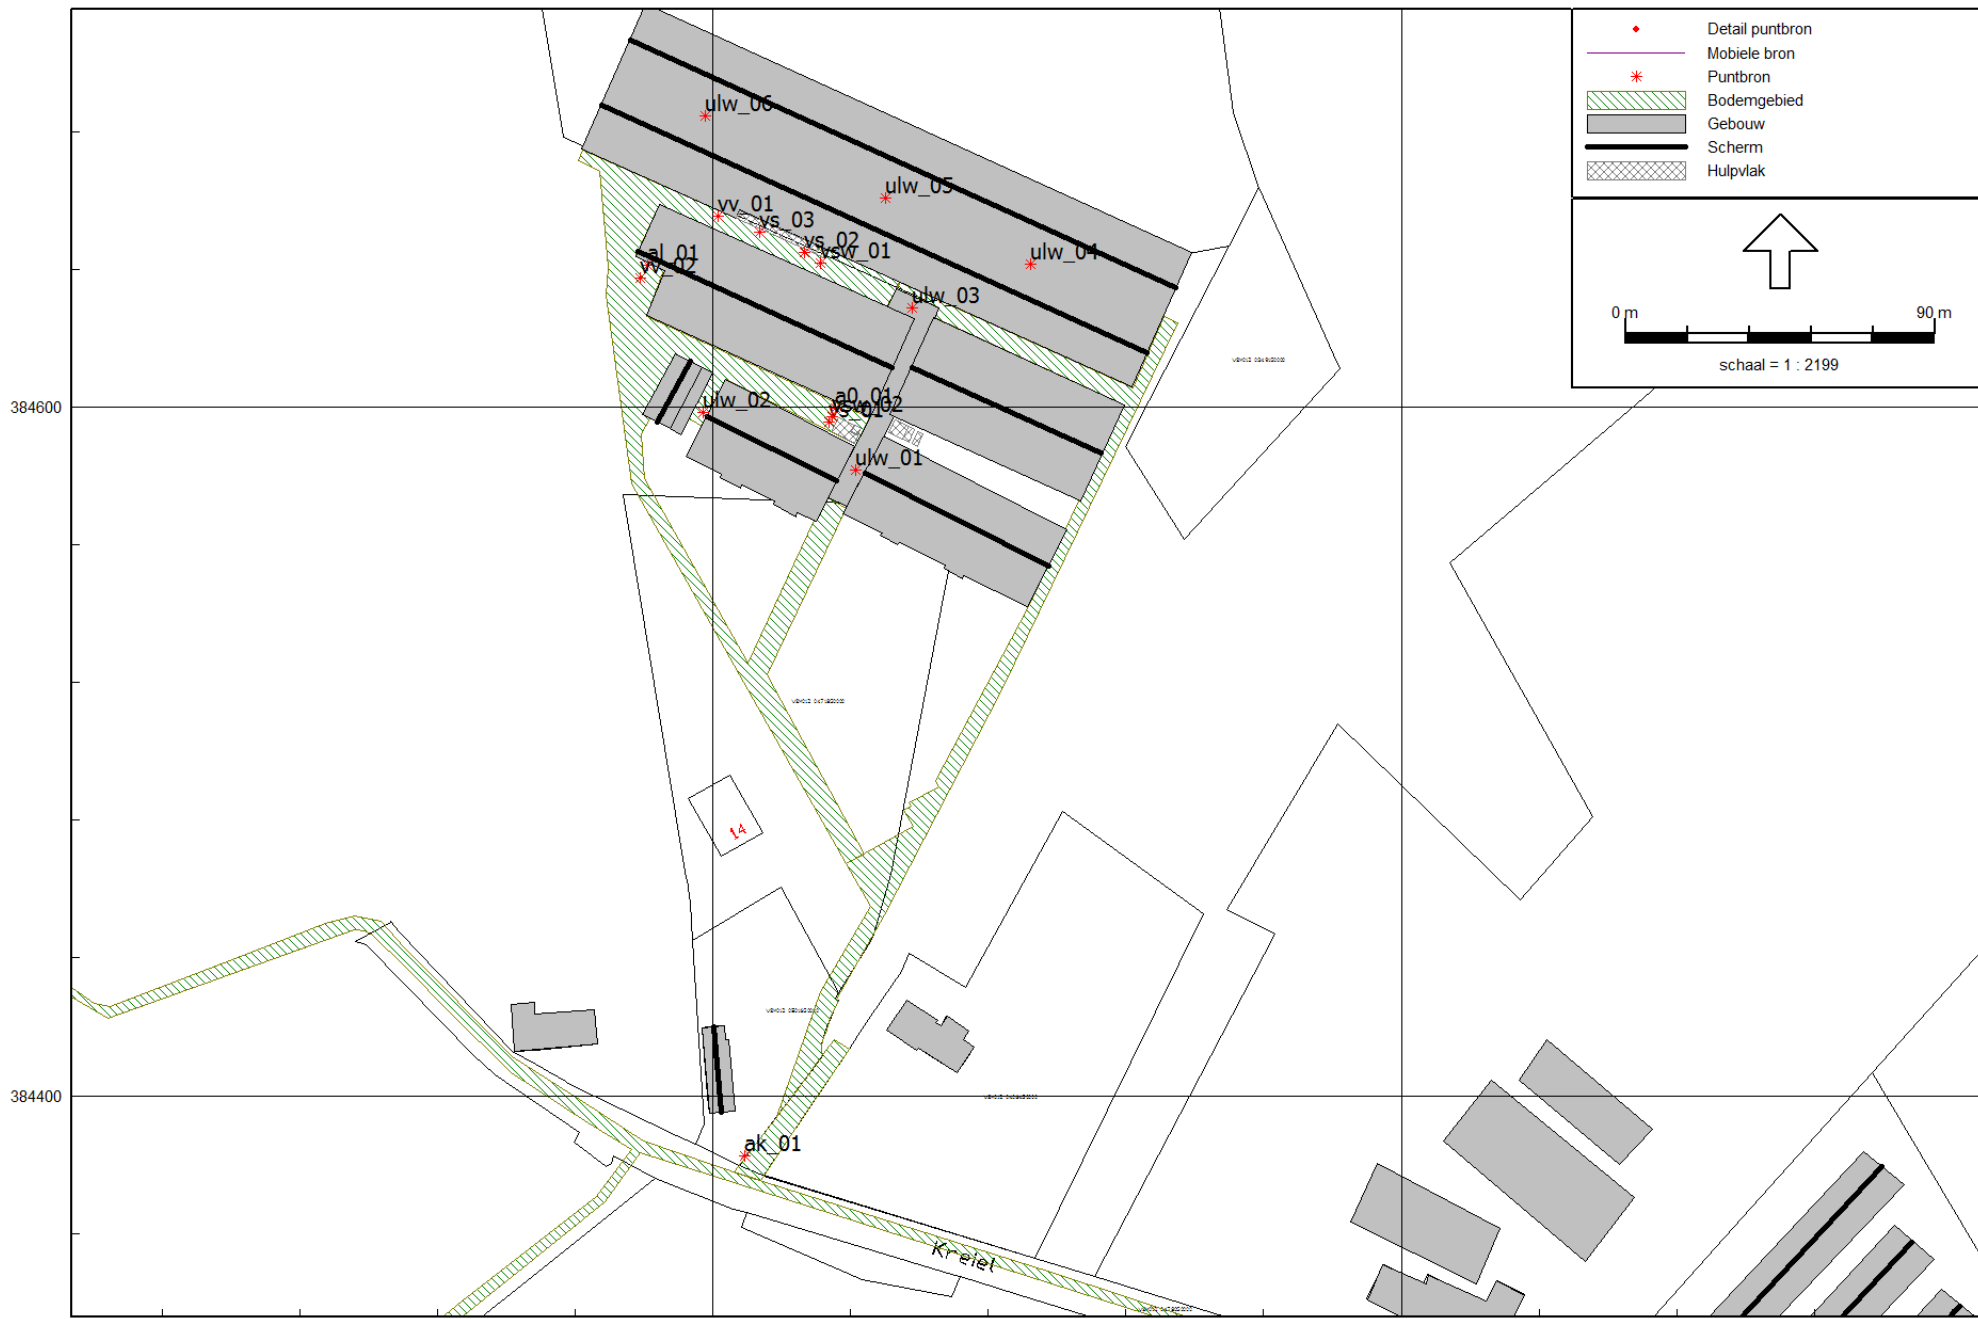 Detail puntbron
Mobiele bron
Puntbron
Bodemgebied
Gebouw
Scherm
Hulpvlak
0 m 90 m
schaal = 1 : 2199
ulw_06
ulw_05
vv_01
vs_03
vs_02
vsw_01
ulw_04
al_01
vv_02
ulw_03
a0_01
ulw_02
384600
ulw_01
14
384400
ak_01
Kreiel